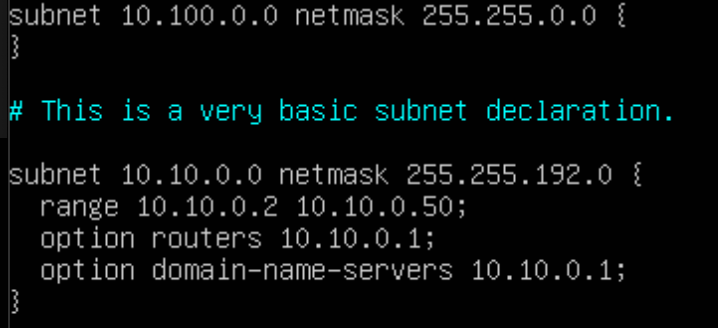 subnet 10.100.0.0 netmask 255.255.0.0 {
}
# This is a very basic subnet declaration.
subnet 10.10.0.0 netmask 255.255.192.0 {
  range 10.10.0.2 10.10.0.50;
  option routers 10.10.0.1;
  option domain-name-servers 10.10.0.1;
}